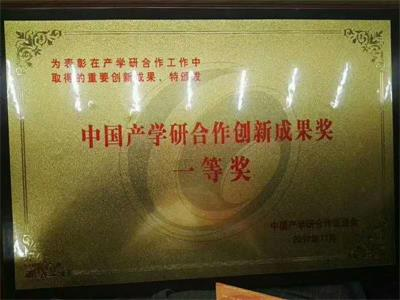 为表彰在产学研合作工作中
取得的重要创新成果、特颁发
中国产学研合作创新成果奖
一等奖
中国产学研合作促进会